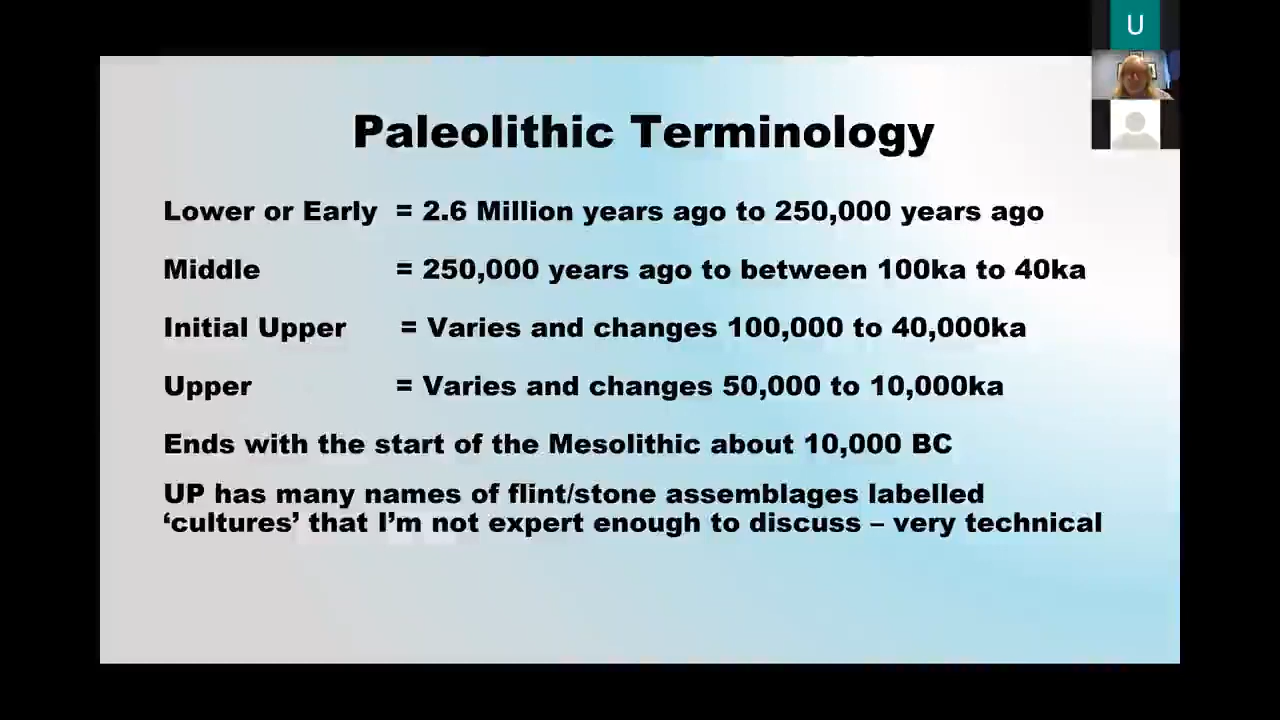 U
Paleolithic Terminology
Lower or Early = 2.6 Million years ago to 250,000 years ago
Middle = 250,000 years ago to between 100ka to 40ka
Initial Upper = Varies and changes 100,000 to 40,000ka
Upper = Varies and changes 50,000 to 10,000ka
Ends with the start of the Mesolithic about 10,000 BC
UP has many names of flint/stone assemblages labelled
‘cultures’ that I’m not expert enough to discuss – very technical